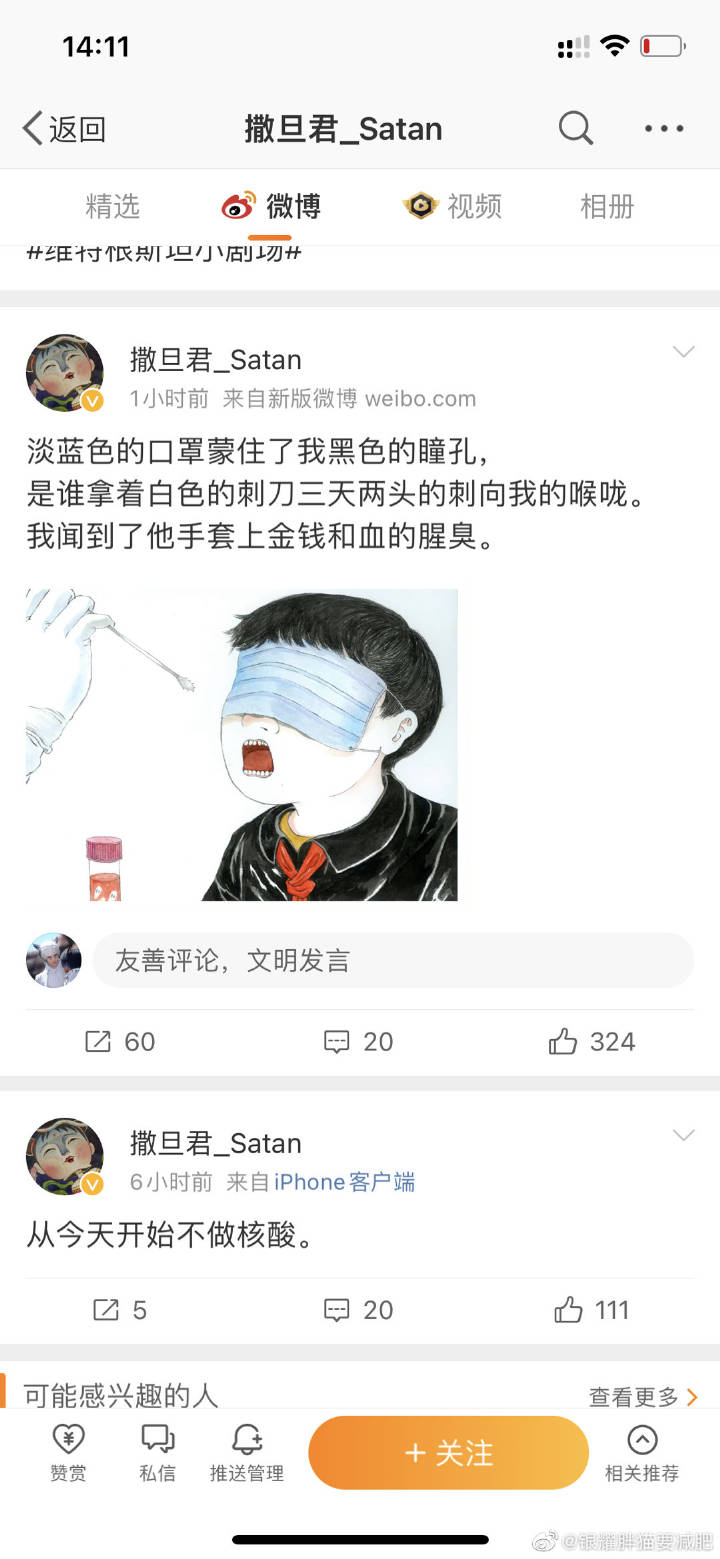 14:11
返回
撒旦君_Satan
精选
微博
视频
相册
#维特根斯坦小剧场#
撒旦君_Satan
1小时前 来自新版微博 weibo.com
淡蓝色的口罩蒙住了我黑色的瞳孔，
是谁拿着白色的刺刀三天两头的刺向我的喉咙。
我闻到了他手套上金钱和血的腥臭。
友善评论，文明发言
60
20
324
撒旦君_Satan
6小时前 来自iPhone客户端
从今天开始不做核酸。
5
20
111
可能感兴趣的人
查看更多
赞赏
私信
推送管理
+ 关注
相关推荐
@银耀胖猫要减肥